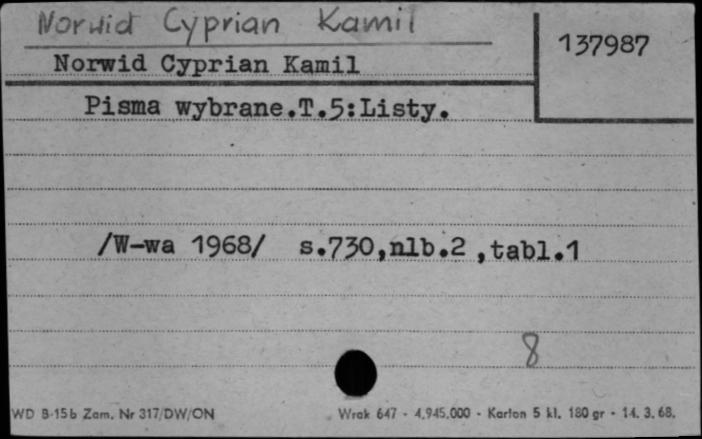 Norwid Cyprian Kamil
137987
Norwid Cyprian Kamil
Pisma wybrane.T.5:Listy.
/W-wa 1968/ s.730,nlb.2 ,tabl.1
8
WD B-15b Zam. Nr 317/DW/ON Wrak 647 - 4.945.000 - Karton 5 kl. 180 gr - 14. 3. 68.